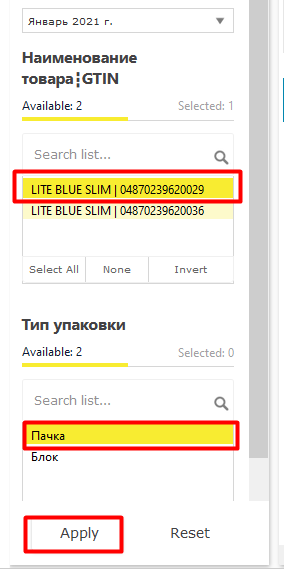 Январь 2021 г.
Наименование
товара¦GTIN
Available: 2 Selected: 1
Search list...
LITE BLUE SLIM | 04870239620029
LITE BLUE SLIM | 04870239620036
Select All None Invert
Тип упаковки
Available: 2 Selected: 0
Search list...
Пачка
Блок
Apply Reset